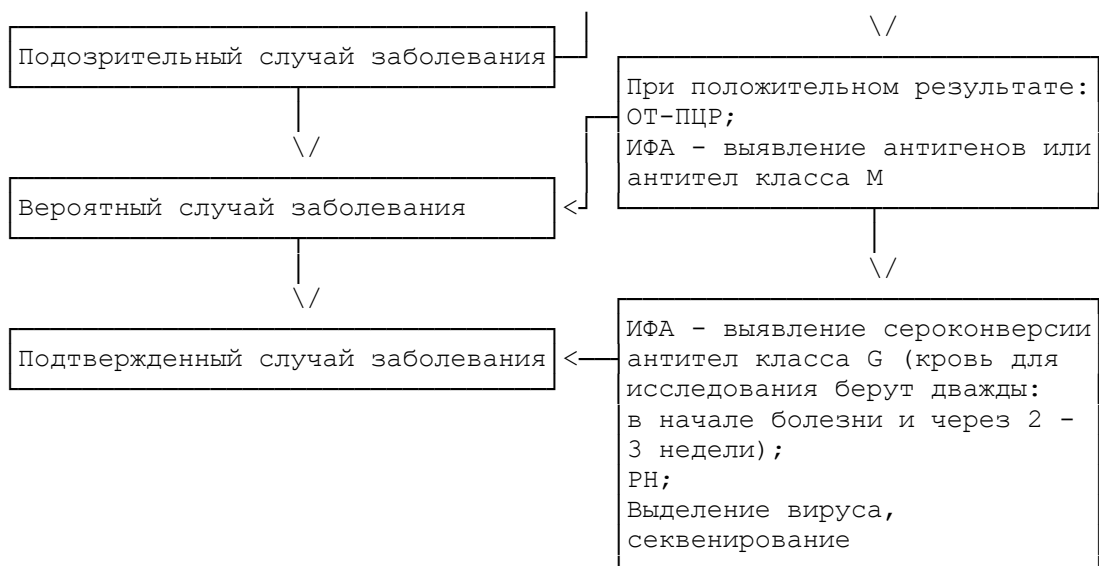 Подозрительный случай заболевания
При положительном результате:
ОТ-ПЦР;
ИФА - выявление антигенов или
антител класса М
Вероятный случай заболевания
ИФА - выявление сероконверсии
антител класса G (кровь для
исследования берут дважды:
в начале болезни и через 2 -
3 недели);
РН;
Выделение вируса,
секвенирование
Подтвержденный случай заболевания